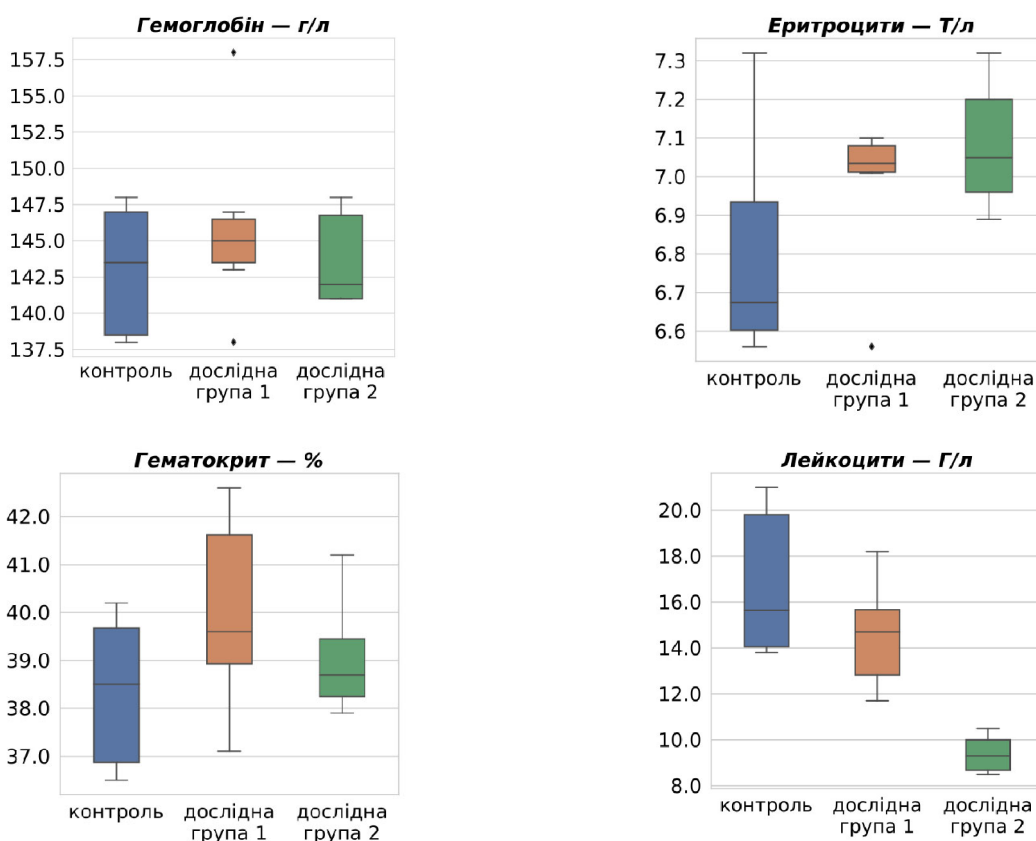 Гемоглобін — г/л
157.5
155.0
152.5
150.0
147.5
145.0
142.5
140.0
137.5
контроль
дослідна
група 1
дослідна
група 2
Еритроцити — Т/л
7.3
7.2
7.1
7.0
6.9
6.8
6.7
6.6
контроль
дослідна
група 1
дослідна
група 2
Гематокрит — %
42.0
41.0
40.0
39.0
38.0
37.0
контроль
дослідна
група 1
дослідна
група 2
Лейкоцити — Г/л
20.0
18.0
16.0
14.0
12.0
10.0
8.0
контроль
дослідна
група 1
дослідна
група 2